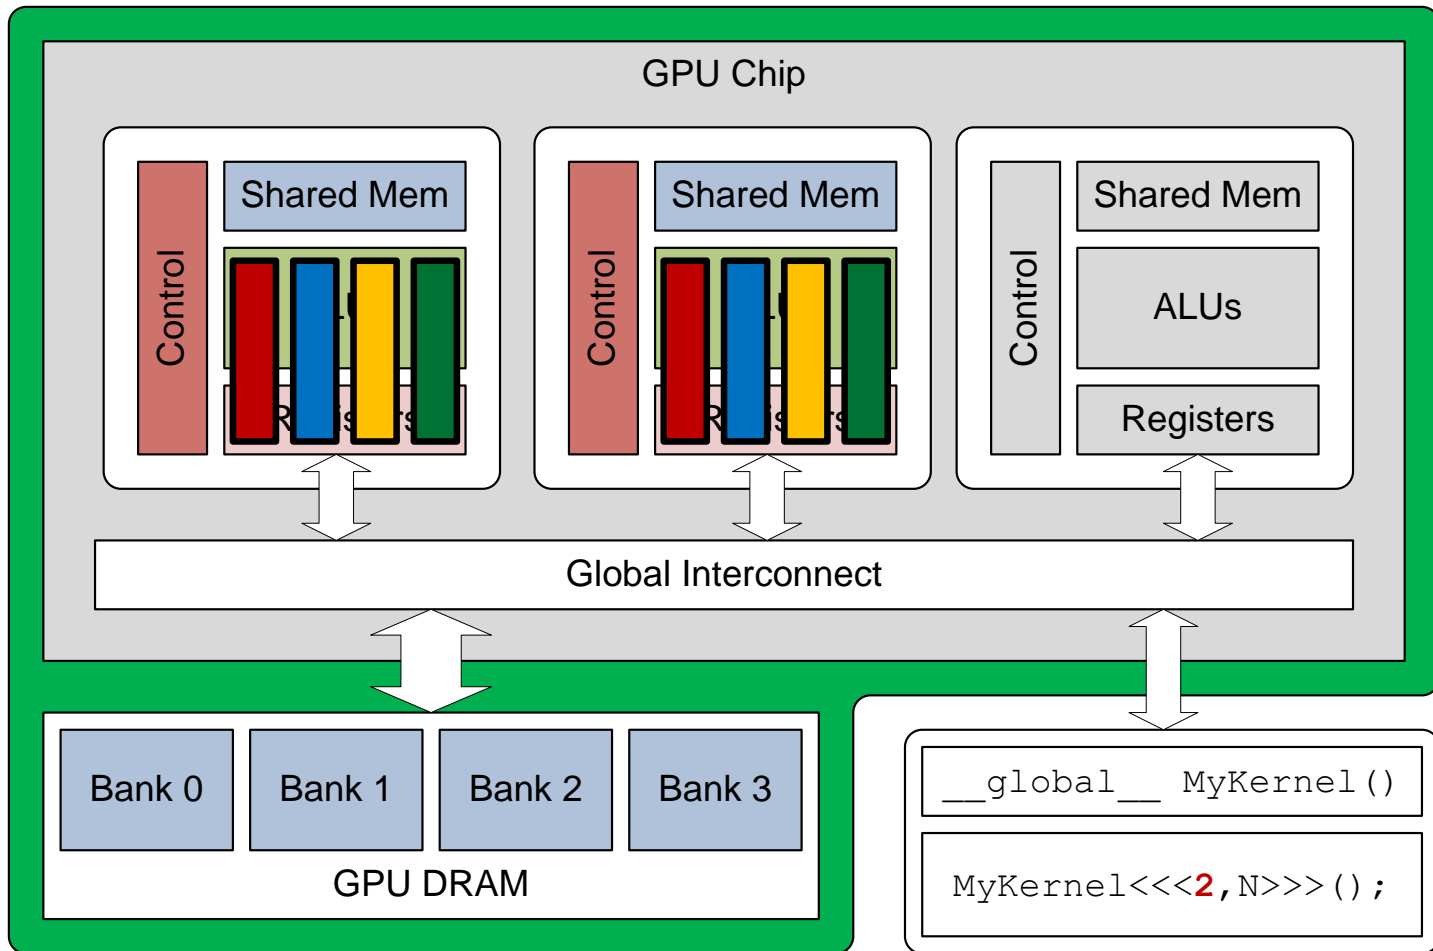 GPU Chip
Control
Shared Mem
Control
Shared Mem
Control
Shared Mem
ALUs
Registers
Global Interconnect
Bank 0
Bank 1
Bank 2
Bank 3
GPU DRAM
__global__ MyKernel()
MyKernel<<<2,N>>>();